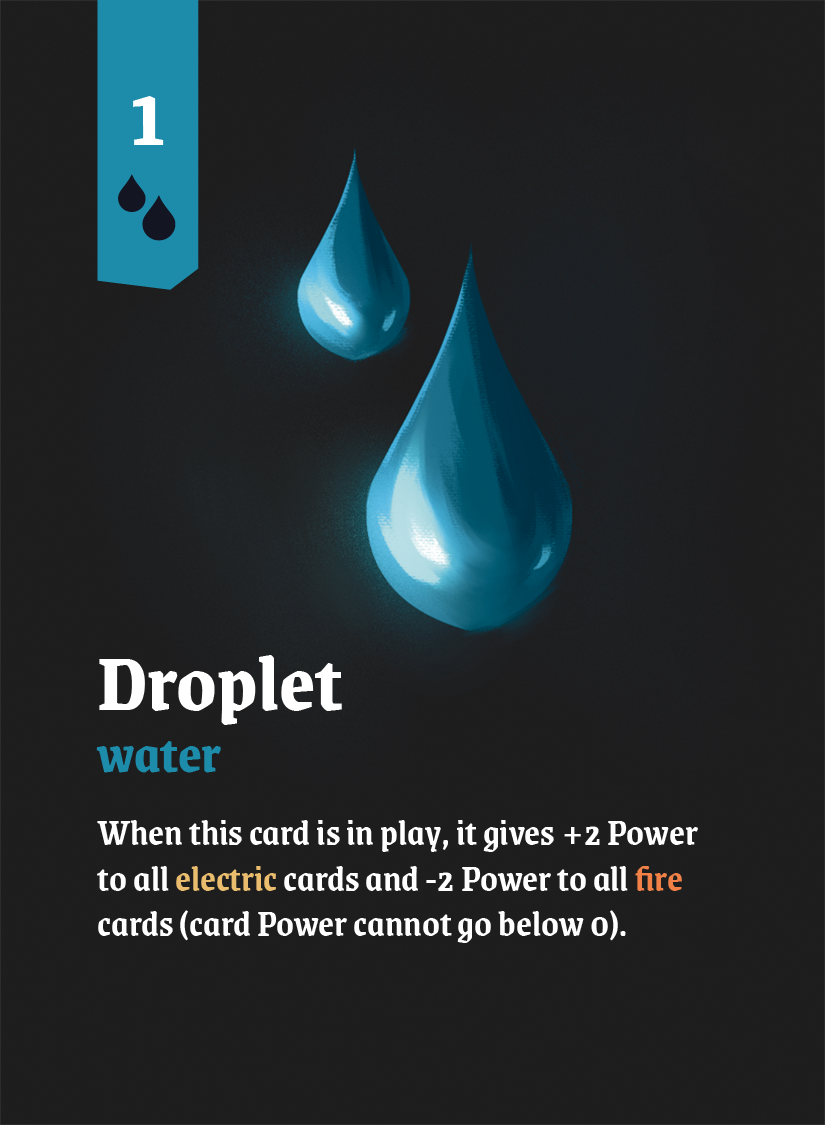 1
Droplet
water
When this card is in play, it gives +2 Power
to all electric cards and -2 Power to all fire
cards (card Power cannot go below 0).